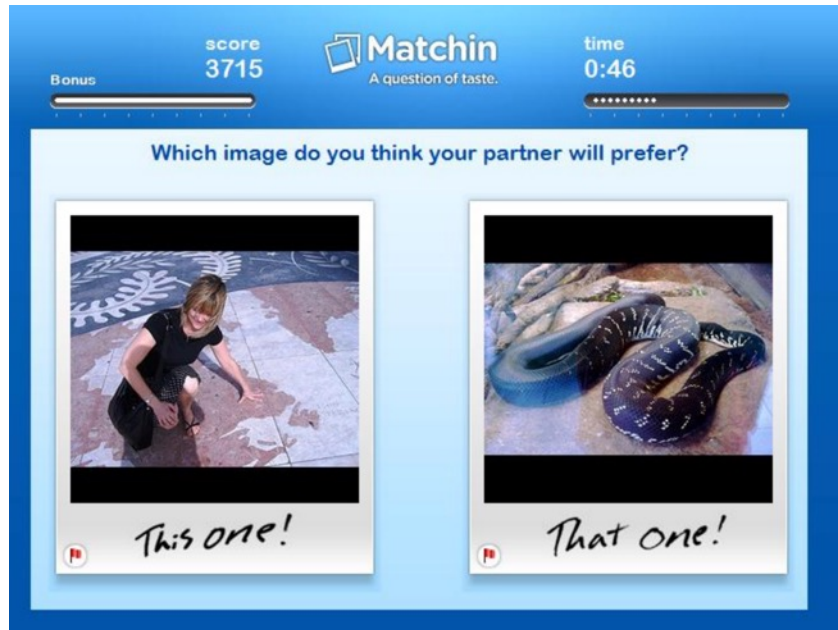 score
3715
Bonus
Matchin
A question of taste.
time
0:46
Which image do you think your partner will prefer?
This one!
That one!